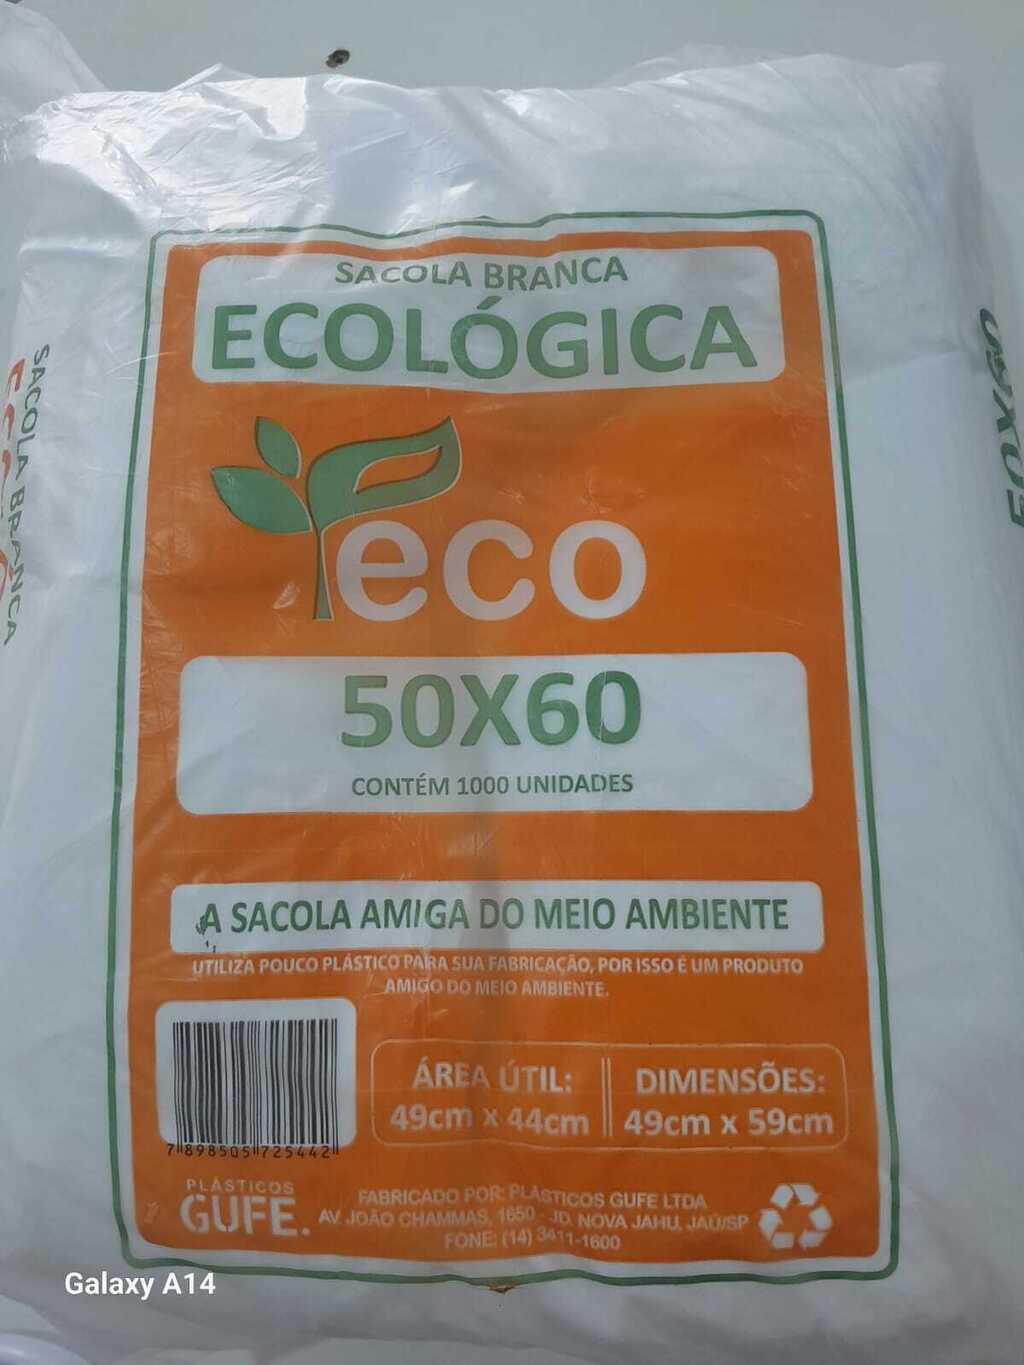 SACOLA BRANCA
ECOLÓGICA
eco
50X60
CONTÉM 1000 UNIDADES
A SACOLA AMIGA DO MEIO AMBIENTE
UTILIZA POUCO PLÁSTICO PARA SUA FABRICAÇÃO, POR ISSO É UM PRODUTO
AMIGO DO MEIO AMBIENTE.
ÁREA ÚTIL:
49cm x 44cm
DIMENSÕES:
49cm x 59cm
7 898505 725442
PLÁSTICOS
GUFE.
FABRICADO POR: PLÁSTICOS GUFE LTDA
AV. JOÃO CHAMMAS, 1650 - JD. NOVA JAHU, JAÚ/SP
FONE: (14) 3411-1600
SACOLA BRANCA
50X60
Galaxy A14